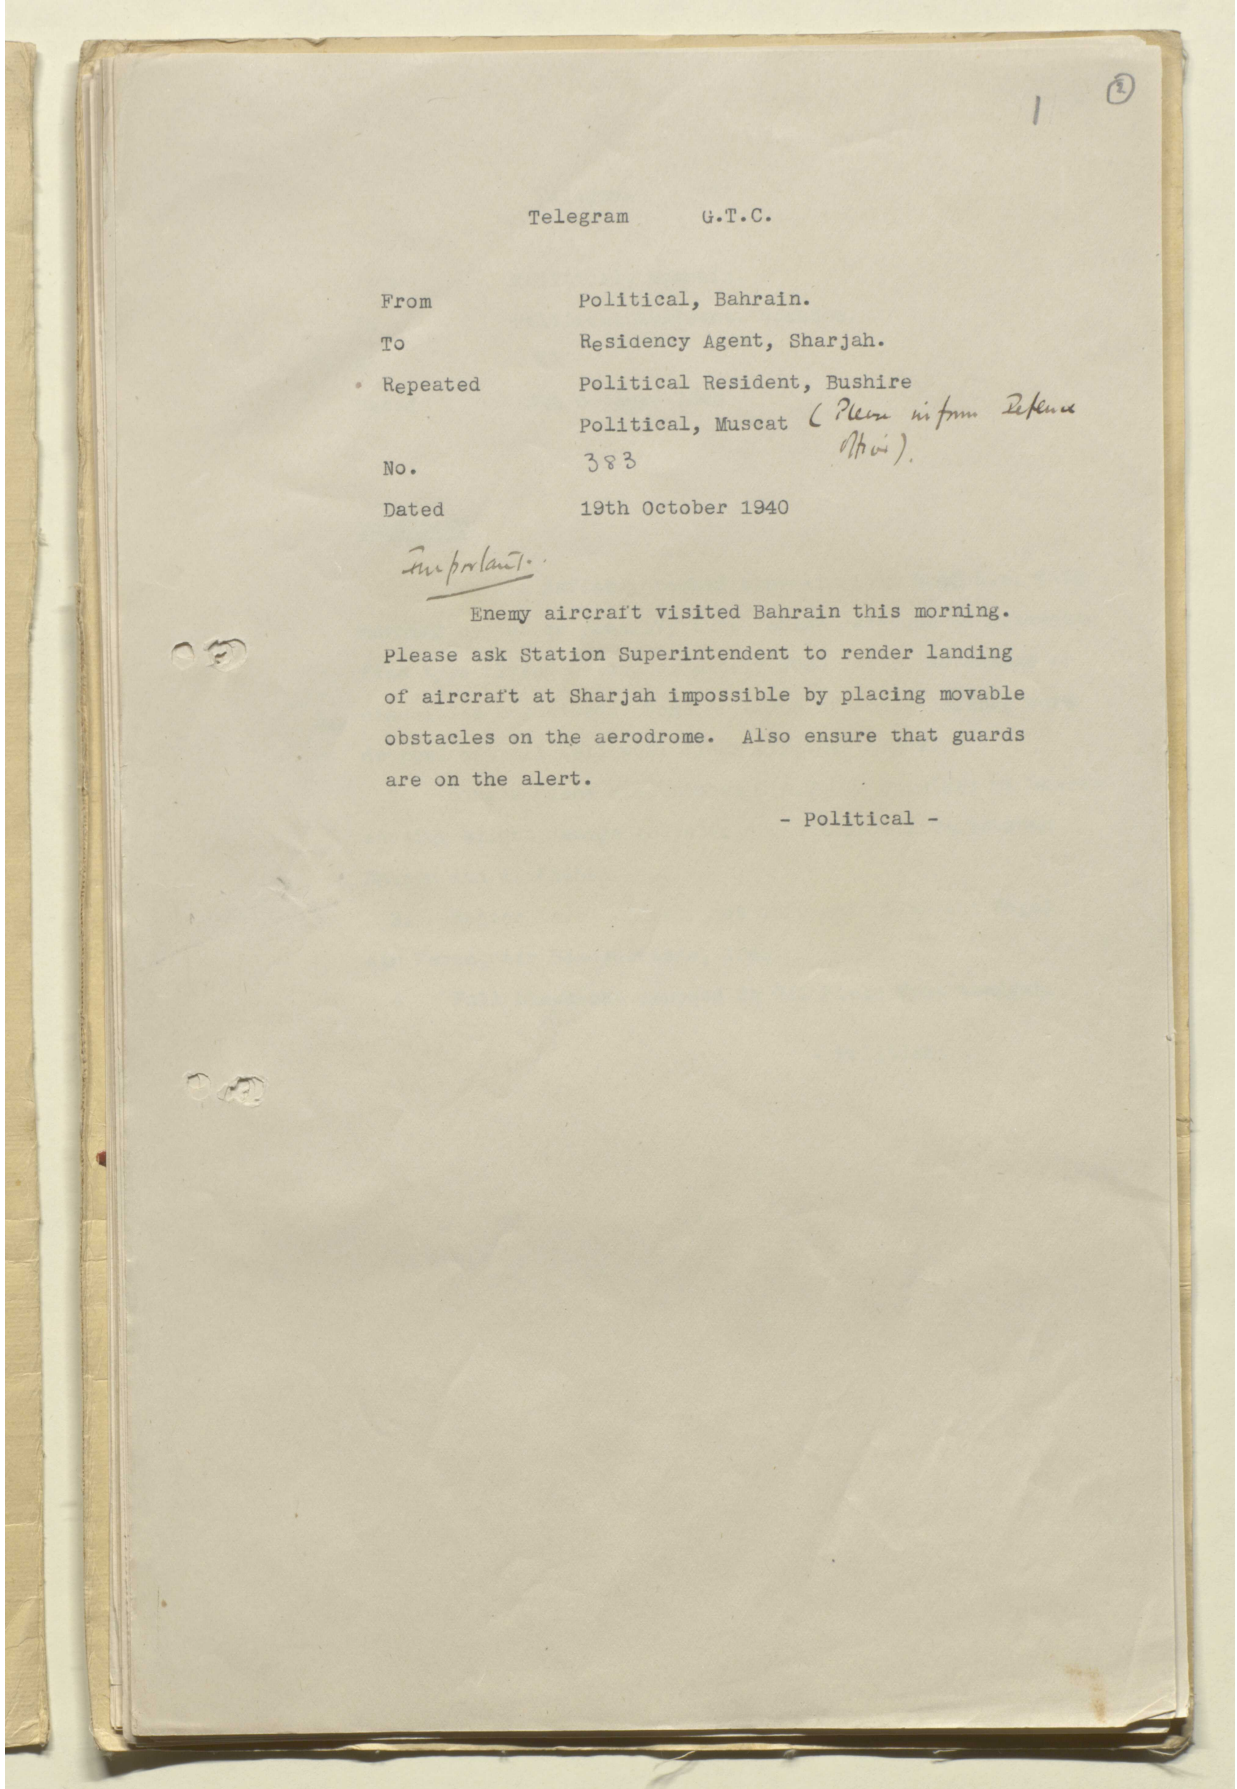 1
2
Telegram G.T.C.
From Political, Bahrain.
To Residency Agent, Sharjah.
Repeated Political Resident, Bushire
Political, Muscat (Please inform Defence
Officer).
No. 383
Dated 19th October 1940
Important.
Enemy aircraft visited Bahrain this morning.
Please ask Station Superintendent to render landing
of aircraft at Sharjah impossible by placing movable
obstacles on the aerodrome. Also ensure that guards
are on the alert.
- Political -